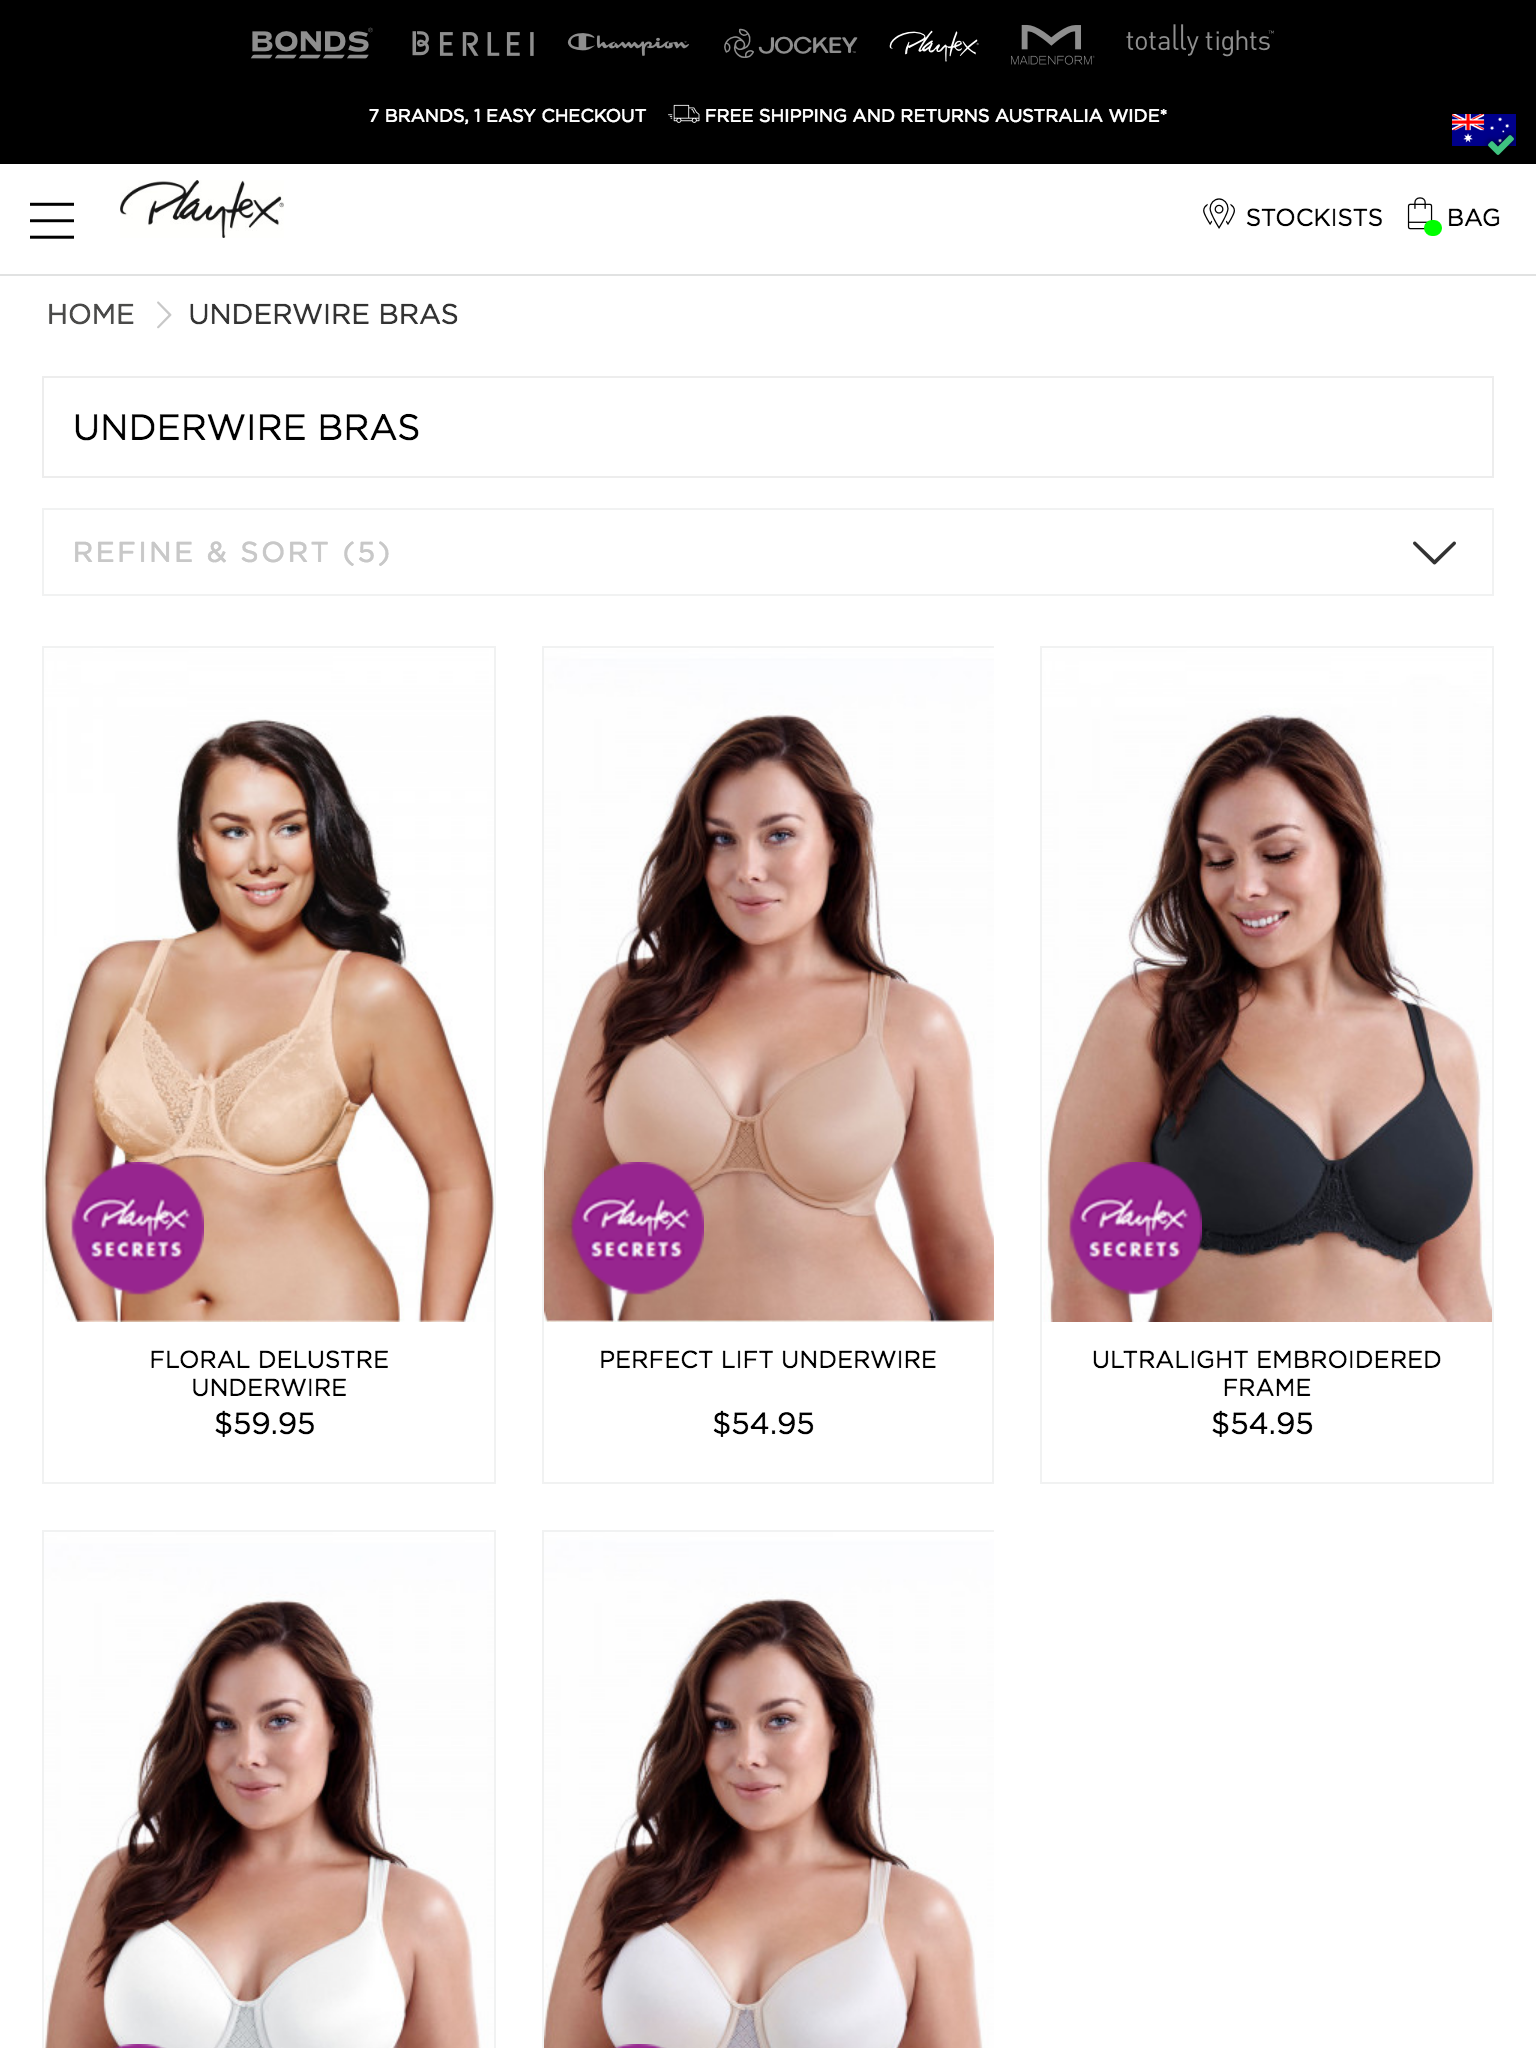 BONDS
BERLEI
Champion
JOCKEY
Playtex
MAIDENFORM
totally tights™
7 BRANDS, 1 EASY CHECKOUT
FREE SHIPPING AND RETURNS AUSTRALIA WIDE*
Playtex
STOCKISTS
BAG
HOME
UNDERWIRE BRAS
UNDERWIRE BRAS
REFINE & SORT (5)
Playtex
SECRETS
Playtex
SECRETS
Playtex
SECRETS
FLORAL DELUSTRE
UNDERWIRE
$59.95
PERFECT LIFT UNDERWIRE
$54.95
ULTRALIGHT EMBROIDERED
FRAME
$54.95